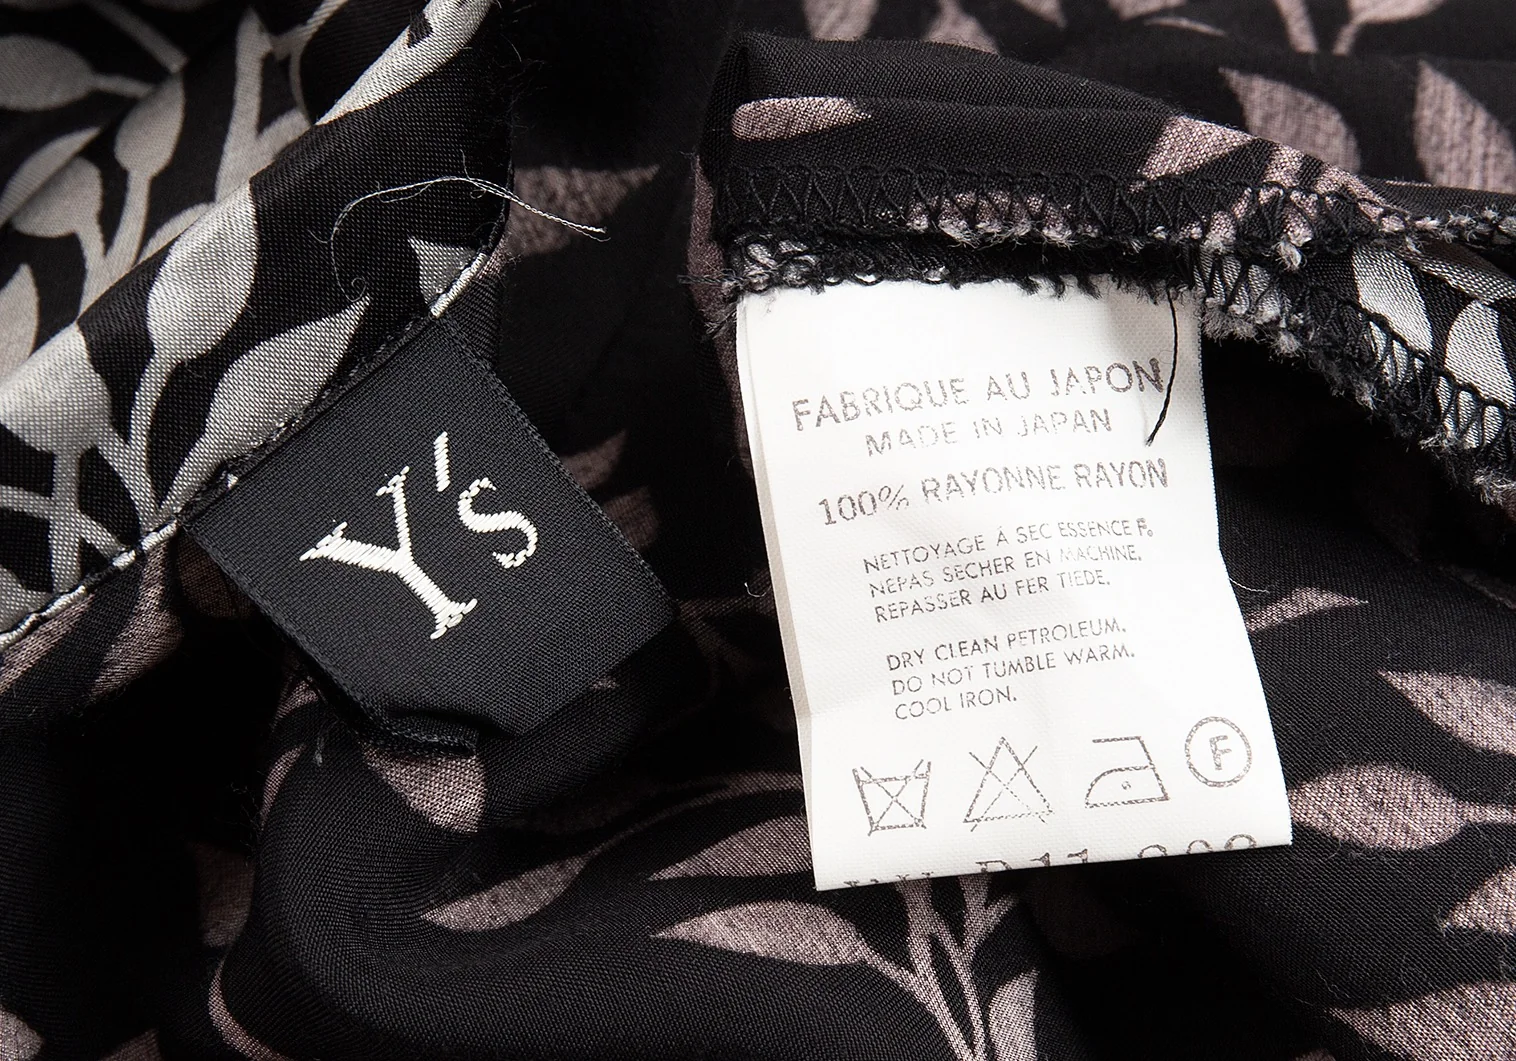 Y's
FABRIQUE AU JAPON
MADE IN JAPAN
100% RAYONNE RAYON
NETTOYAGE À SEC ESSENCE F.
NEPAS SECHER EN MACHINE.
REPASSER AU FER TIEDE.
DRY CLEAN PETROLEUM.
DO NOT TUMBLE WARM.
COOL IRON.
F